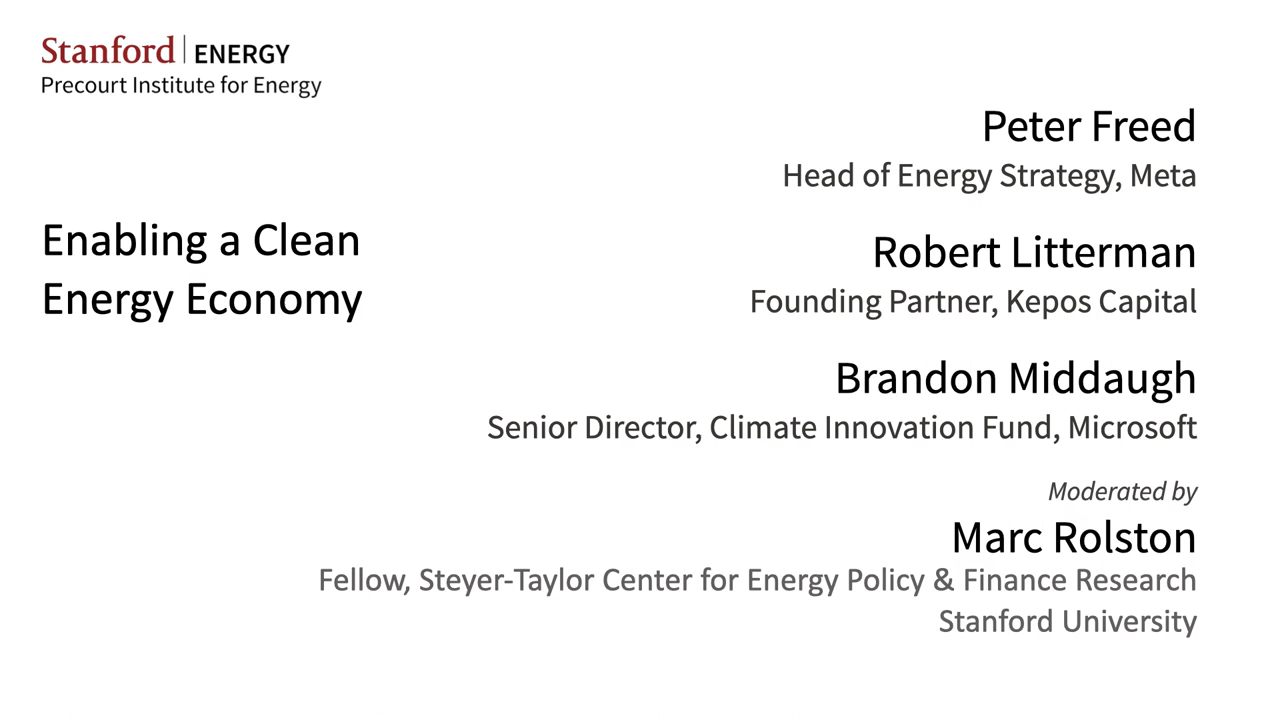 Stanford | ENERGY
Precourt Institute for Energy
Enabling a Clean
Energy Economy
Peter Freed
Head of Energy Strategy, Meta
Robert Litterman
Founding Partner, Kepos Capital
Brandon Middaugh
Senior Director, Climate Innovation Fund, Microsoft
Moderated by
Marc Rolston
Fellow, Steyer-Taylor Center for Energy Policy & Finance Research
Stanford University